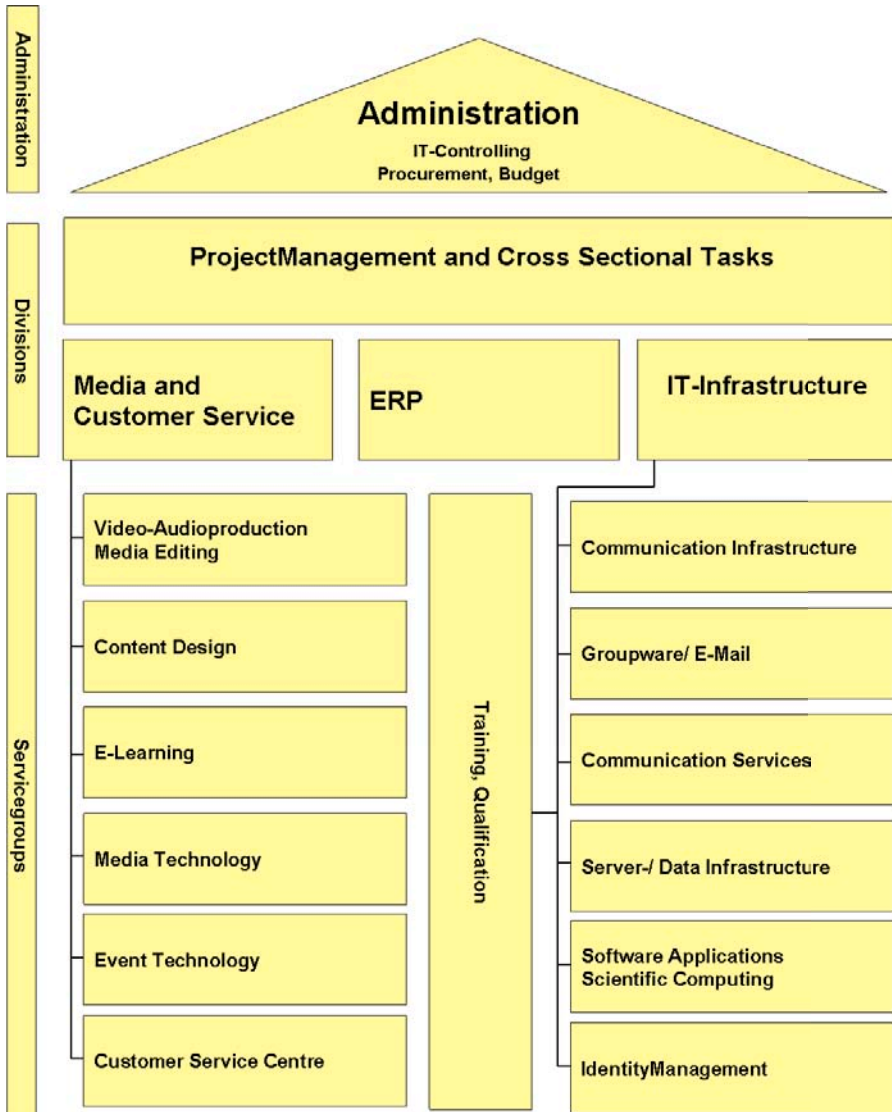 Administration
Administration
IT-Controlling
Procurement, Budget
Divisions
ProjectManagement and Cross Sectional Tasks
Media and
Customer Service
ERP
IT-Infrastructure
Servicegroups
Video-Audioproduction
Media Editing
Content Design
E-Learning
Media Technology
Event Technology
Customer Service Centre
Training, Qualification
Communication Infrastructure
Groupware/ E-Mail
Communication Services
Server-/ Data Infrastructure
Software Applications
Scientific Computing
IdentityManagement